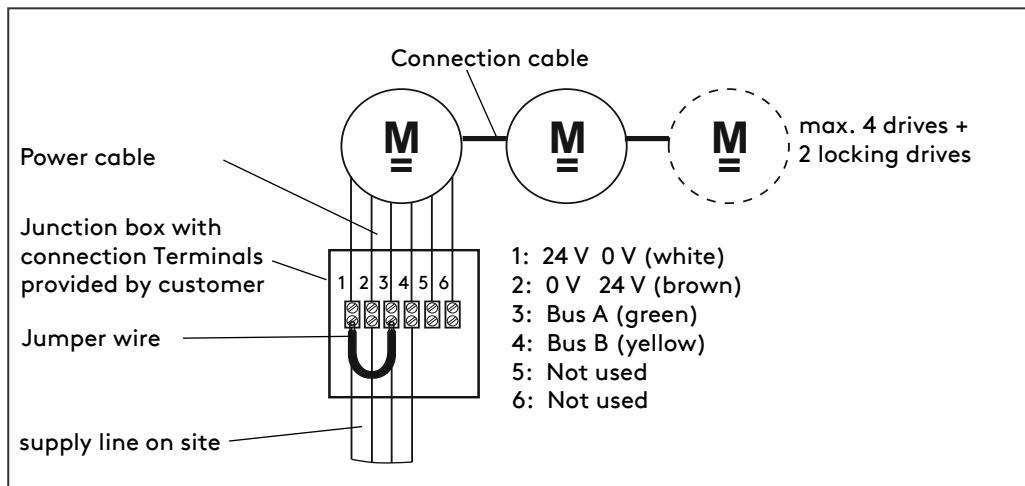 Connection cable
M
M
M
max. 4 drives +
2 locking drives
Power cable
Junction box with
connection Terminals
provided by customer
1 2 3 4 5 6
1: 24 V 0 V (white)
2: 0 V 24 V (brown)
3: Bus A (green)
4: Bus B (yellow)
5: Not used
6: Not used
Jumper wire
supply line on site